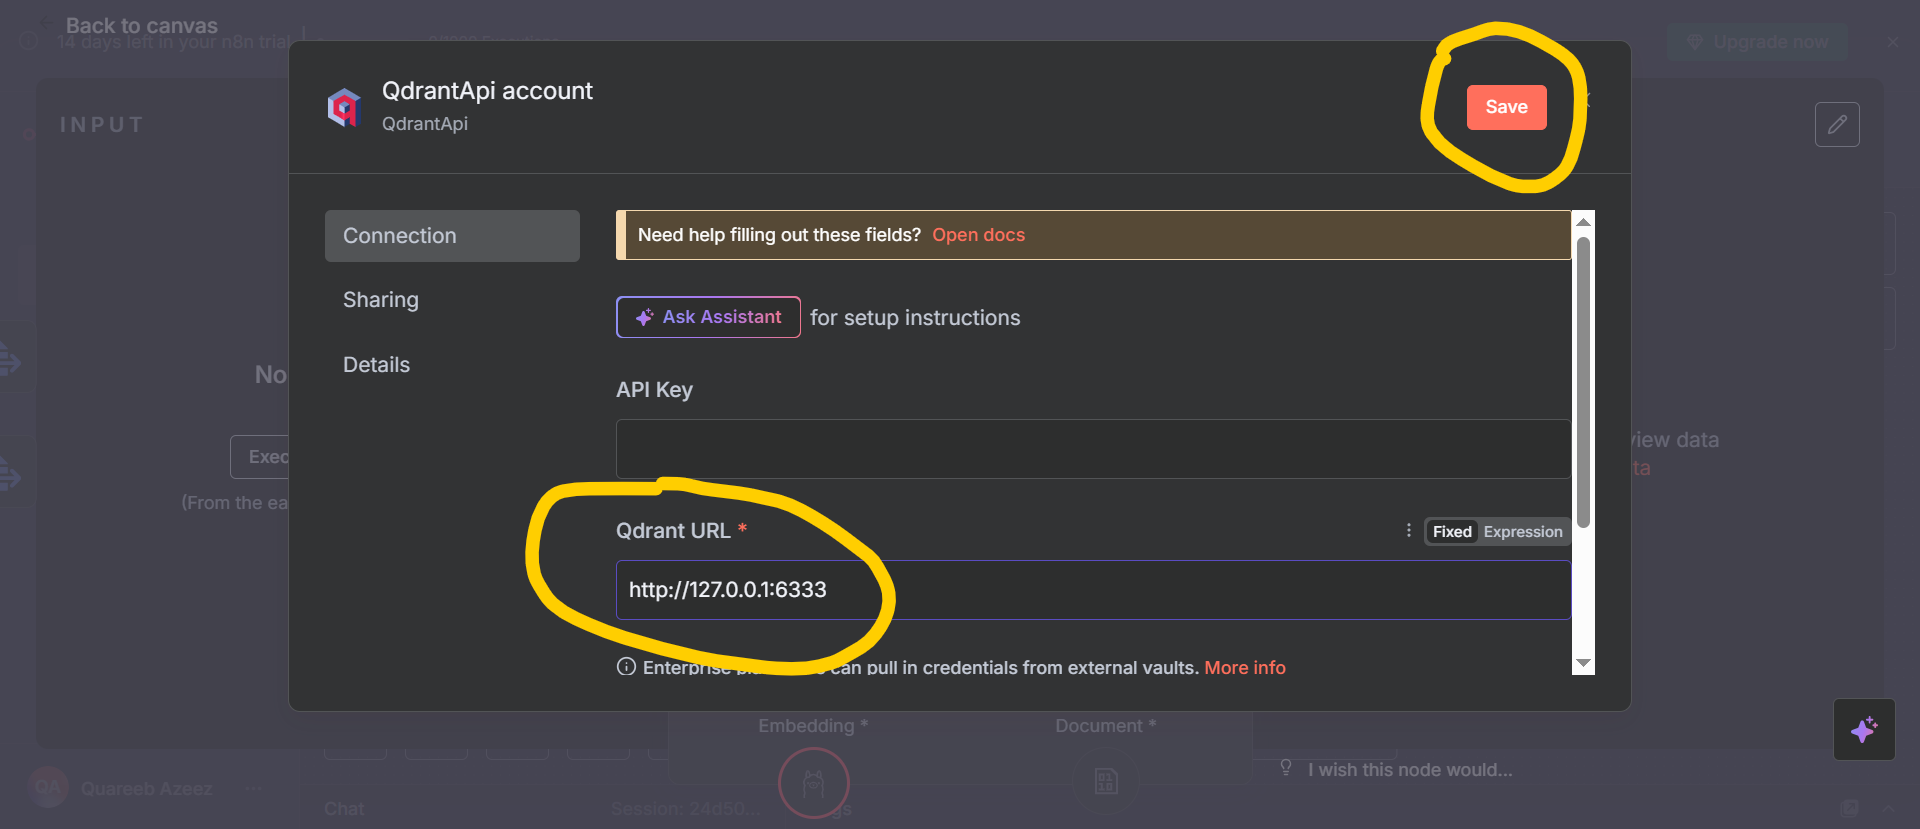 Back to canvas
14 days left in your n8n trial
Upgrade now
INPUT
QdrantApi account
QdrantApi
Save
Connection
Sharing
Details
Need help filling out these fields? Open docs
Ask Assistant for setup instructions
API Key
Qdrant URL *
Fixed Expression
http://127.0.0.1:6333
Enterprise can pull in credentials from external vaults. More info
No
Exec
(From the ea
view data
ta
Embedding *
Document *
I wish this node would...
QA Quareeb Azeez
Chat
Session: 24d50...
gs